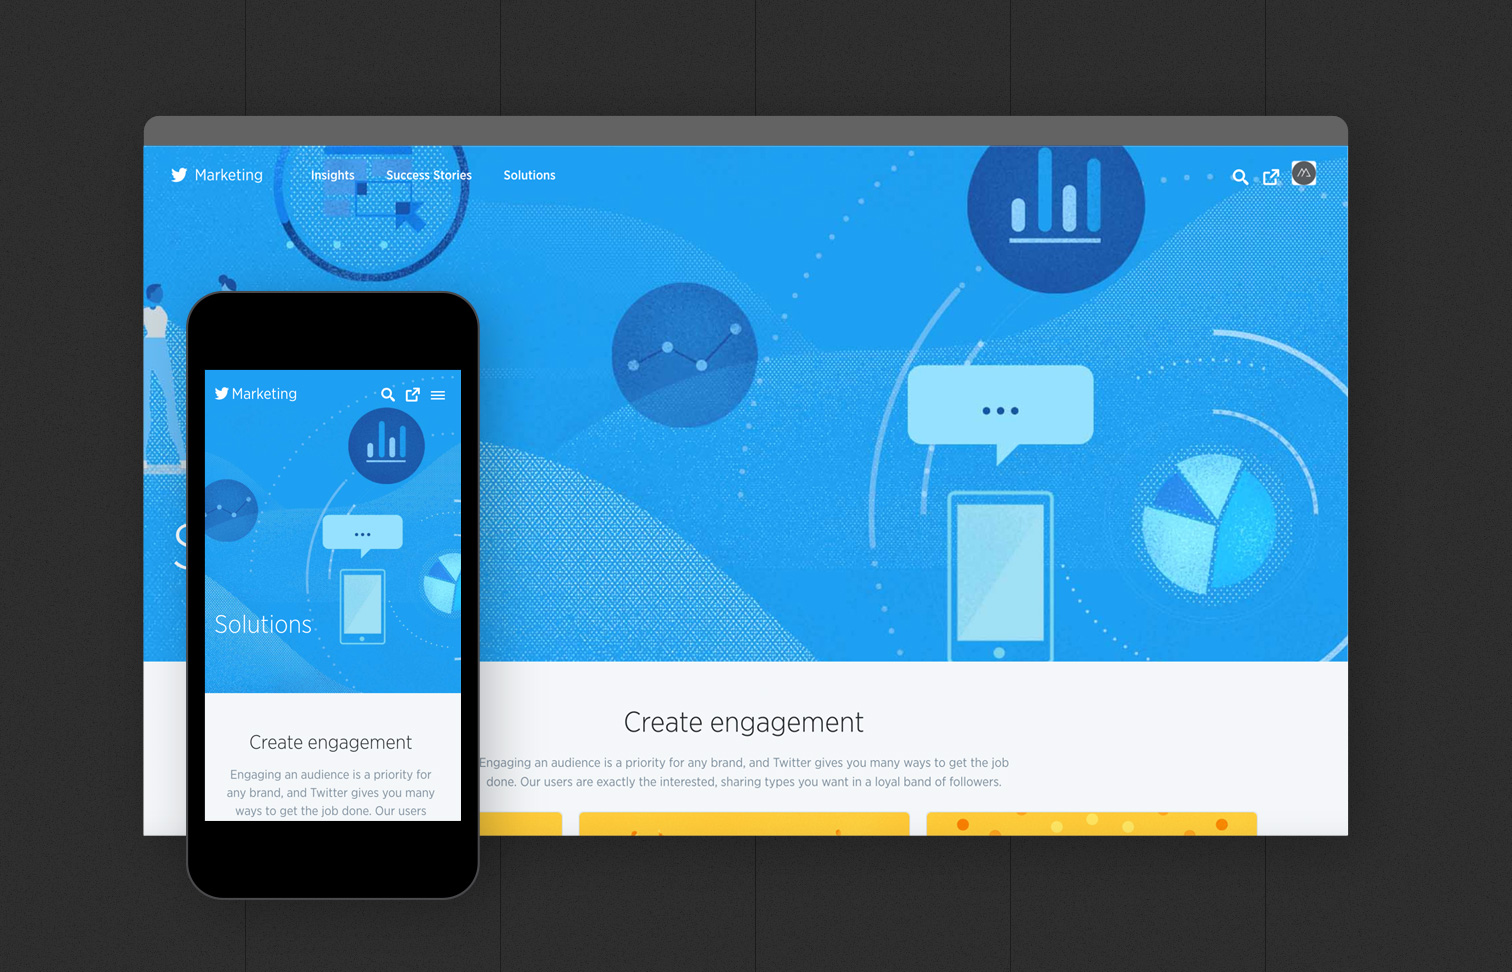 Marketing
Insights
Success Stories
Solutions
Create engagement
Engaging an audience is a priority for any brand, and Twitter gives you many ways to get the job
done. Our users are exactly the interested, sharing types you want in a loyal band of followers.
Marketing
Solutions
Create engagement
Engaging an audience is a priority for
any brand, and Twitter gives you many
ways to get the job done. Our users